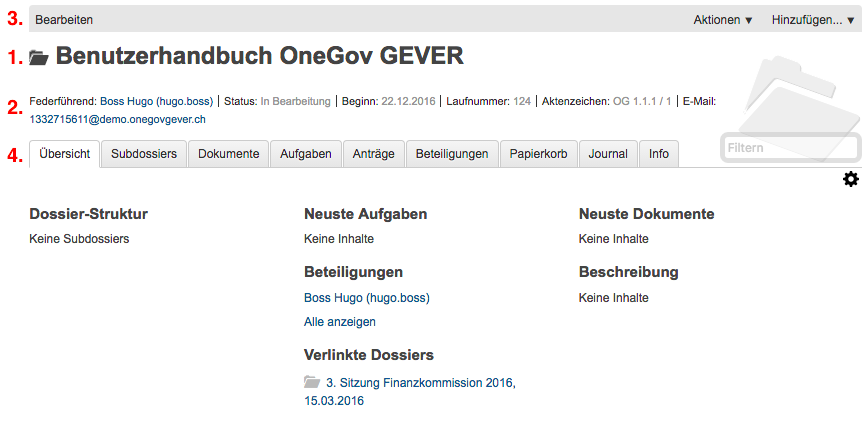 3. Bearbeiten Aktionen ▼ Hinzufügen... ▼
1. Benutzerhandbuch OneGov GEVER
2. Federführend: Boss Hugo (hugo.boss) | Status: In Bearbeitung | Beginn: 22.12.2016 | Laufnummer: 124 | Aktenzeichen: OG 1.1.1 / 1 | E-Mail:
1332715611@demo.onegovgever.ch
Filtern
4. Übersicht Subdossiers Dokumente Aufgaben Anträge Beteiligungen Papierkorb Journal Info
Dossier-Struktur
Keine Subdossiers
Neuste Aufgaben
Keine Inhalte
Beteiligungen
Boss Hugo (hugo.boss)
Alle anzeigen
Verlinkte Dossiers
3. Sitzung Finanzkommission 2016,
15.03.2016
Neuste Dokumente
Keine Inhalte
Beschreibung
Keine Inhalte